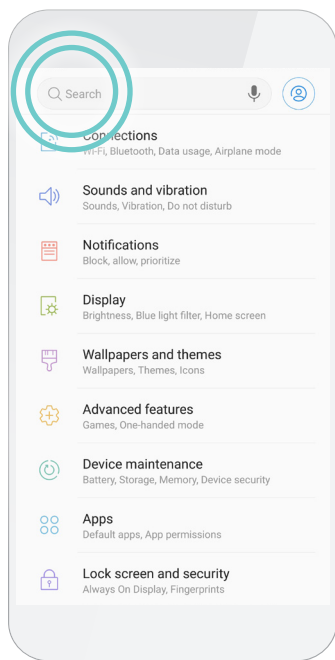 Search
Connections
Wi-Fi, Bluetooth, Data usage, Airplane mode
Sounds and vibration
Sounds, Vibration, Do not disturb
Notifications
Block, allow, prioritize
Display
Brightness, Blue light filter, Home screen
Wallpapers and themes
Wallpapers, Themes, Icons
Advanced features
Games, One-handed mode
Device maintenance
Battery, Storage, Memory, Device security
Apps
Default apps, App permissions
Lock screen and security
Always On Display, Fingerprints